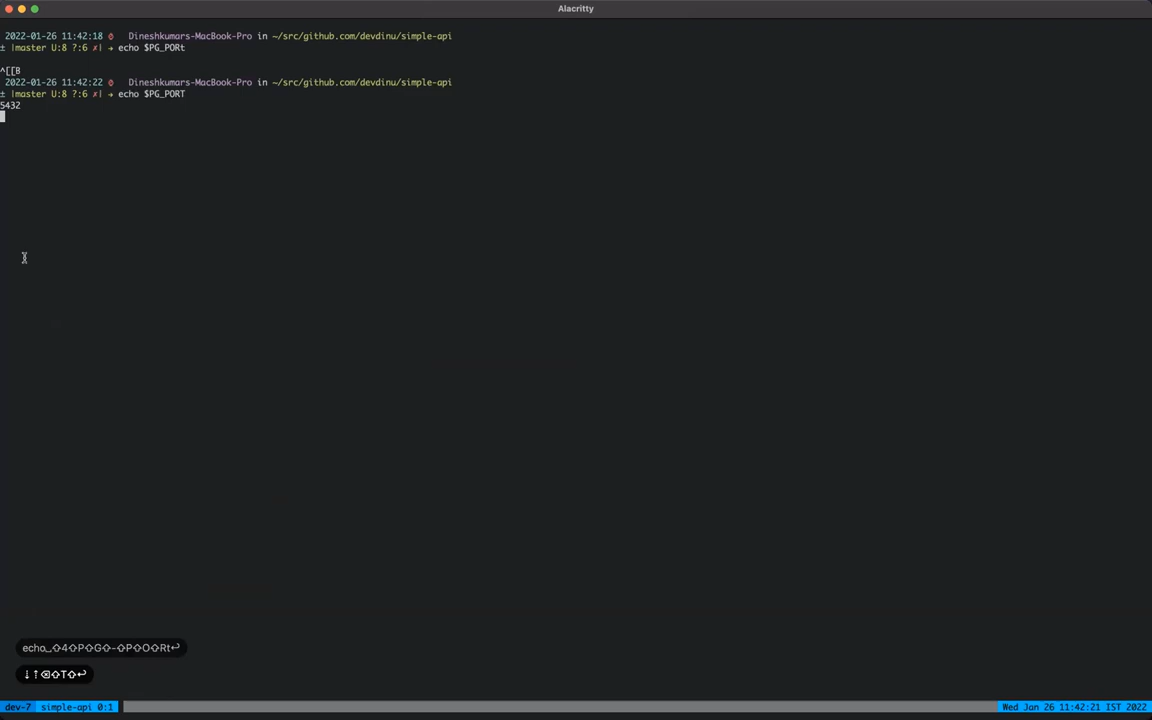 Alacritty
2022-01-26 11:42:18 Dineshkumars-MacBook-Pro in ~/src/github.com/devdinu/simple-api
± |master U:8 ?:6 ✗| → echo $PG_PORt
^[[B
2022-01-26 11:42:22 Dineshkumars-MacBook-Pro in ~/src/github.com/devdinu/simple-api
± |master U:8 ?:6 ✗| → echo $PG_PORT
5432
echo⎵⇧4⇧P⇧G⇧-⇧P⇧O⇧Rt↩
↓↑⌫⇧T⇧↩
dev-7 simple-api 0:1 Wed Jan 26 11:42:21 IST 2022